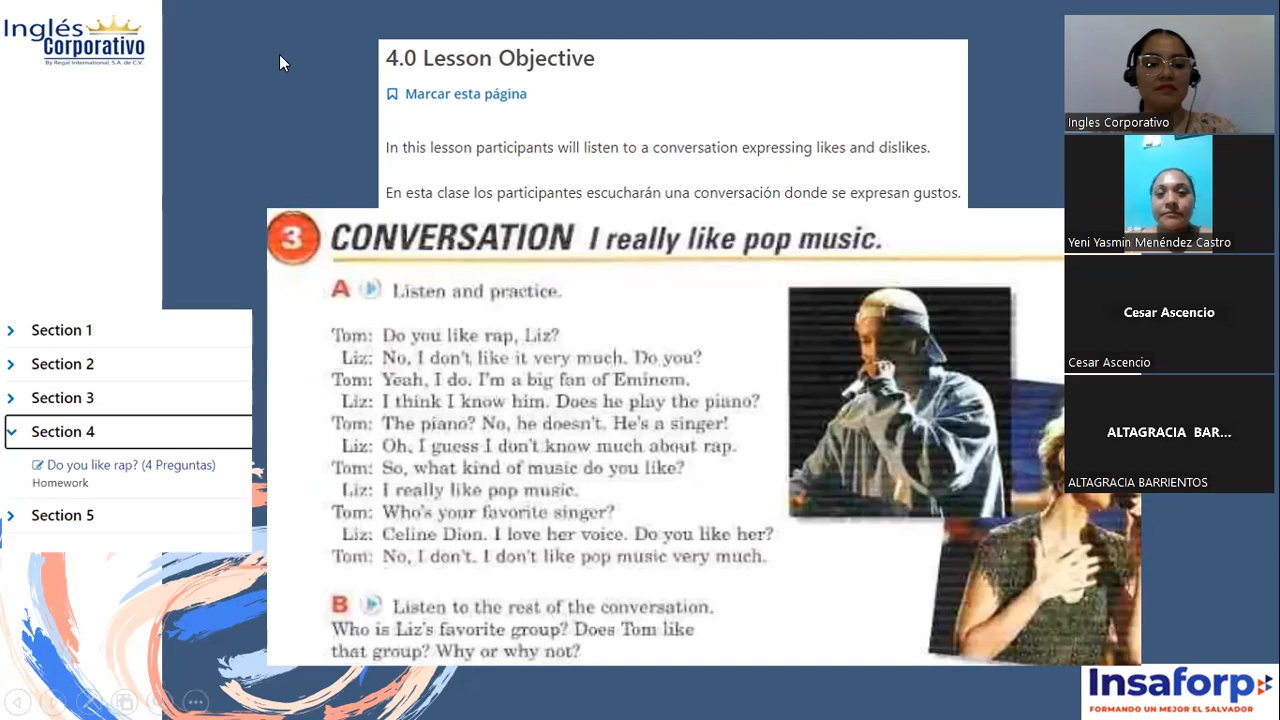 Inglés
Corporativo
By Regal International, S.A. de C.V.
4.0 Lesson Objective
Marcar esta página
In this lesson participants will listen to a conversation expressing likes and dislikes.
En esta clase los participantes escucharán una conversación donde se expresan gustos.
3 CONVERSATION I really like pop music.
A Listen and practice.
Tom: Do you like rap, Liz?
Liz: No, I don't like it very much. Do you?
Tom: Yeah, I do. I'm a big fan of Eminem.
Liz: I think I know him. Does he play the piano?
Tom: The piano? No, he doesn't. He's a singer!
Liz: Oh, I guess I don't know much about rap.
Tom: So, what kind of music do you like?
Liz: I really like pop music.
Tom: Who's your favorite singer?
Liz: Celine Dion. I love her voice. Do you like her?
Tom: No, I don't. I don't like pop music very much.
B Listen to the rest of the conversation.
Who is Liz's favorite group? Does Tom like
that group? Why or why not?
Section 1
Section 2
Section 3
Section 4
Do you like rap? (4 Preguntas)
Homework
Section 5
Ingles Corporativo
Yeni Yasmin Menéndez Castro
Cesar Ascencio
Cesar Ascencio
ALTAGRACIA BAR...
ALTAGRACIA BARRIENTOS
Insaforp
FORMANDO UN MEJOR EL SALVADOR